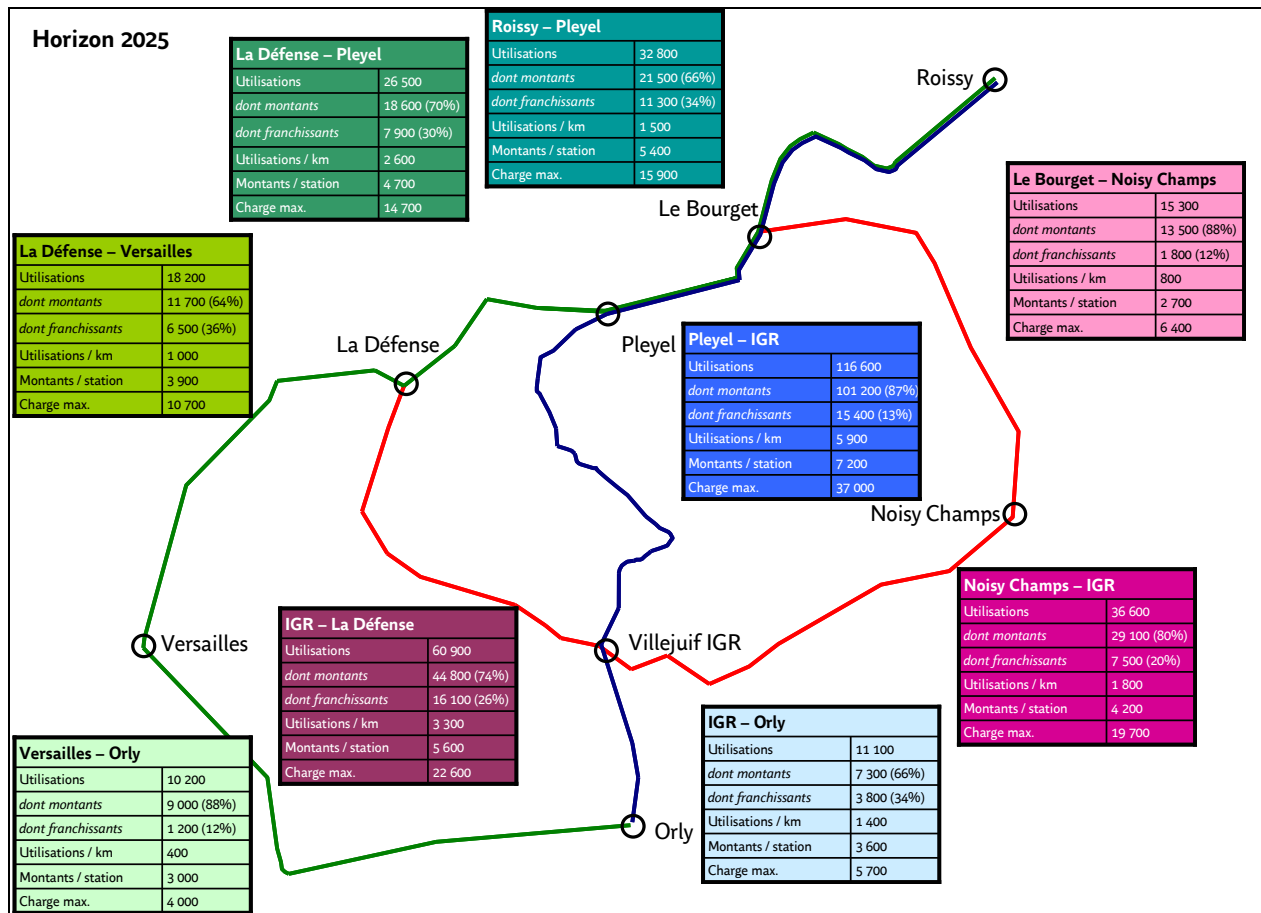 Horizon 2025
La Défense – Pleyel
Utilisations 26 500
dont montants 18 600 (70%)
dont franchissants 7 900 (30%)
Utilisations / km 2 600
Montants / station 4 700
Charge max. 14 700
Roissy – Pleyel
Utilisations 32 800
dont montants 21 500 (66%)
dont franchissants 11 300 (34%)
Utilisations / km 1 500
Montants / station 5 400
Charge max. 15 900
Roissy
Le Bourget – Noisy Champs
Utilisations 15 300
dont montants 13 500 (88%)
dont franchissants 1 800 (12%)
Utilisations / km 800
Montants / station 2 700
Charge max. 6 400
Le Bourget
La Défense – Versailles
Utilisations 18 200
dont montants 11 700 (64%)
dont franchissants 6 500 (36%)
Utilisations / km 1 000
Montants / station 3 900
Charge max. 10 700
La Défense
Pleyel
Pleyel – IGR
Utilisations 116 600
dont montants 101 200 (87%)
dont franchissants 15 400 (13%)
Utilisations / km 5 900
Montants / station 7 200
Charge max. 37 000
Noisy Champs
Noisy Champs – IGR
Utilisations 36 600
dont montants 29 100 (80%)
dont franchissants 7 500 (20%)
Utilisations / km 1 800
Montants / station 4 200
Charge max. 19 700
Versailles
IGR – La Défense
Utilisations 60 900
dont montants 44 800 (74%)
dont franchissants 16 100 (26%)
Utilisations / km 3 300
Montants / station 5 600
Charge max. 22 600
Villejuif IGR
IGR – Orly
Utilisations 11 100
dont montants 7 300 (66%)
dont franchissants 3 800 (34%)
Utilisations / km 1 400
Montants / station 3 600
Charge max. 5 700
Versailles – Orly
Utilisations 10 200
dont montants 9 000 (88%)
dont franchissants 1 200 (12%)
Utilisations / km 400
Montants / station 3 000
Charge max. 4 000
Orly